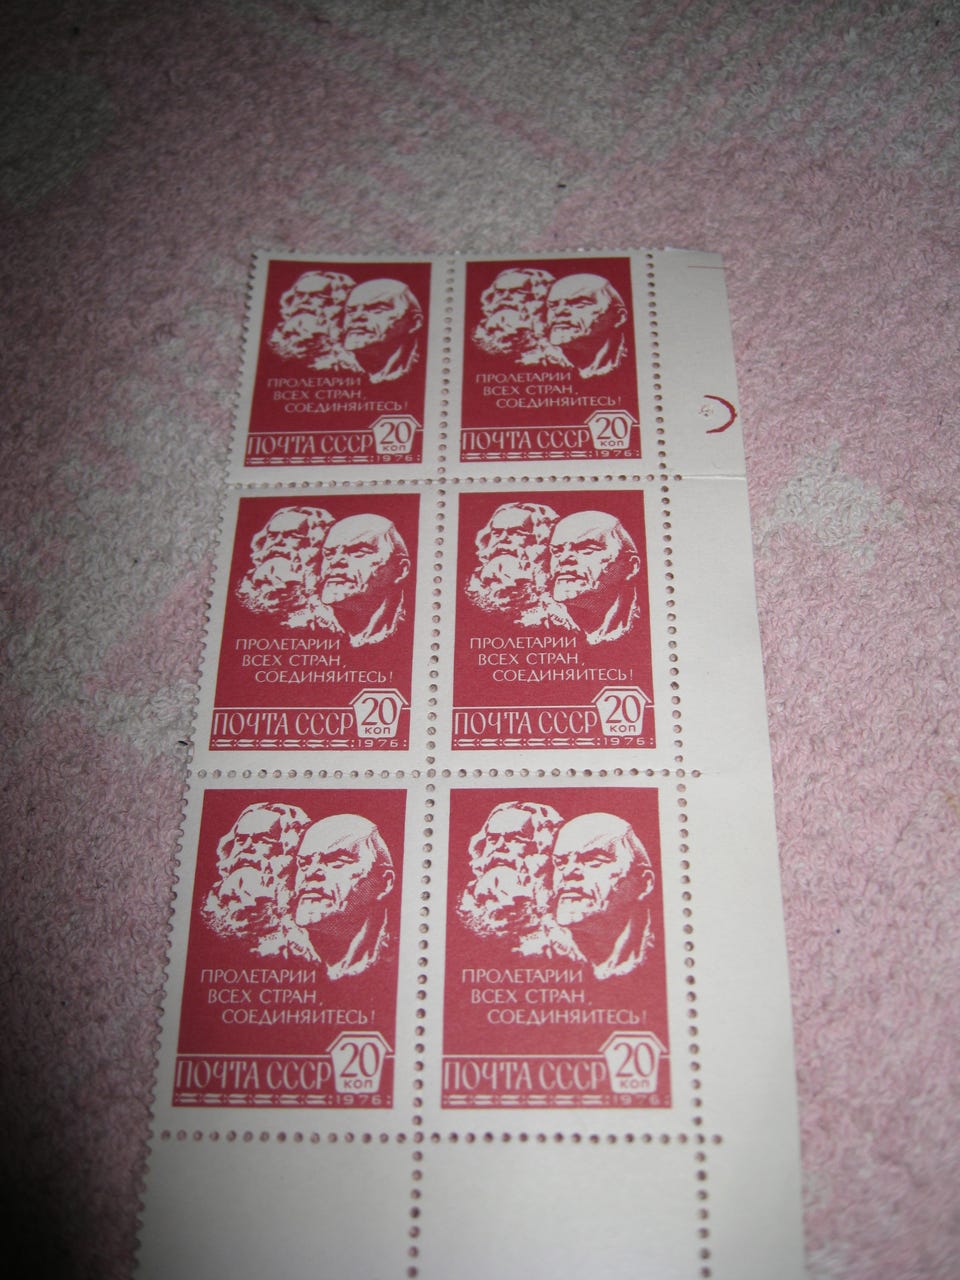 ПРОЛЕТАРИИ
ВСЕХ СТРАН,
СОЕДИНЯЙТЕСЬ!
ПОЧТА СССР 20
КОП
1976
ПРОЛЕТАРИИ
ВСЕХ СТРАН,
СОЕДИНЯЙТЕСЬ!
ПОЧТА СССР 20
КОП
1976
ПРОЛЕТАРИИ
ВСЕХ СТРАН,
СОЕДИНЯЙТЕСЬ!
ПОЧТА СССР 20
КОП
1976
ПРОЛЕТАРИИ
ВСЕХ СТРАН,
СОЕДИНЯЙТЕСЬ!
ПОЧТА СССР 20
КОП
1976
ПРОЛЕТАРИИ
ВСЕХ СТРАН,
СОЕДИНЯЙТЕСЬ!
ПОЧТА СССР 20
КОП
1976
ПРОЛЕТАРИИ
ВСЕХ СТРАН,
СОЕДИНЯЙТЕСЬ!
ПОЧТА СССР 20
КОП
1976